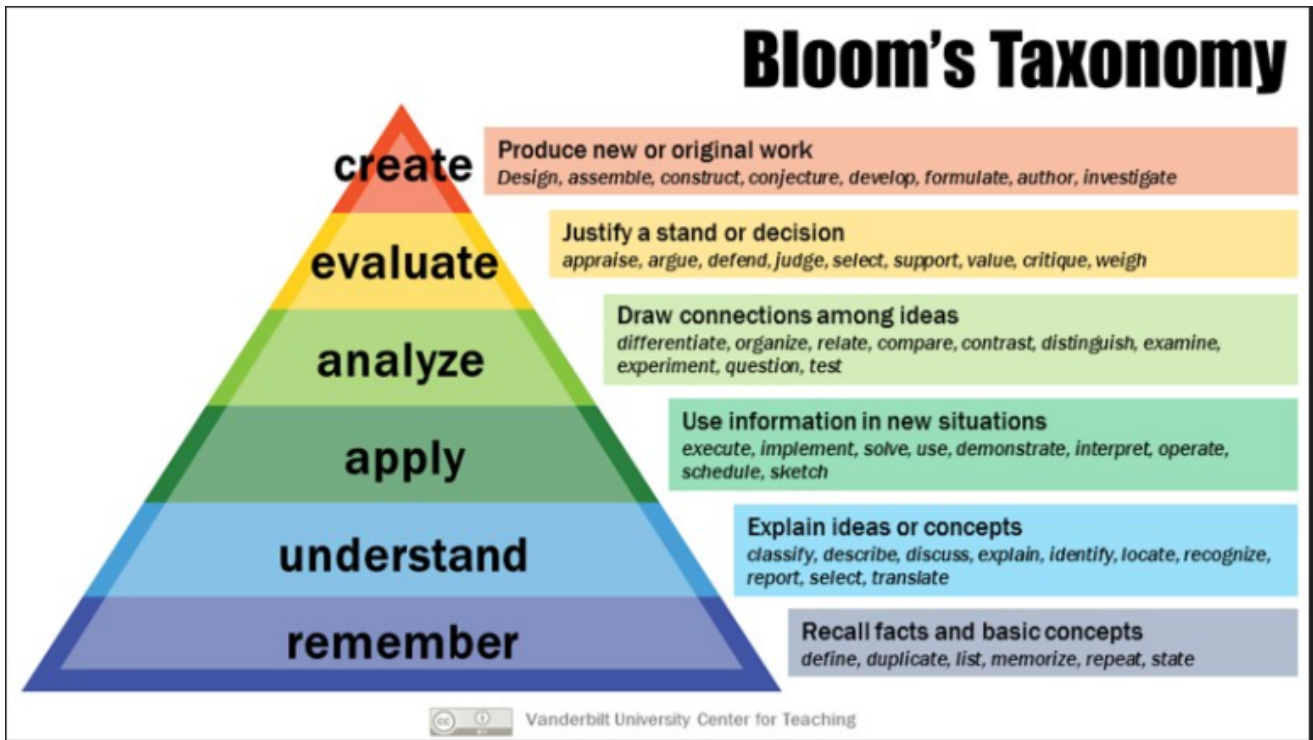 Bloom's Taxonomy
create
Produce new or original work
Design, assemble, construct, conjecture, develop, formulate, author, investigate
evaluate
Justify a stand or decision
appraise, argue, defend, judge, select, support, value, critique, weigh
analyze
Draw connections among ideas
differentiate, organize, relate, compare, contrast, distinguish, examine,
experiment, question, test
apply
Use information in new situations
execute, implement, solve, use, demonstrate, interpret, operate,
schedule, sketch
understand
Explain ideas or concepts
classify, describe, discuss, explain, identify, locate, recognize,
report, select, translate
remember
Recall facts and basic concepts
define, duplicate, list, memorize, repeat, state
cc
BY
Vanderbilt University Center for Teaching